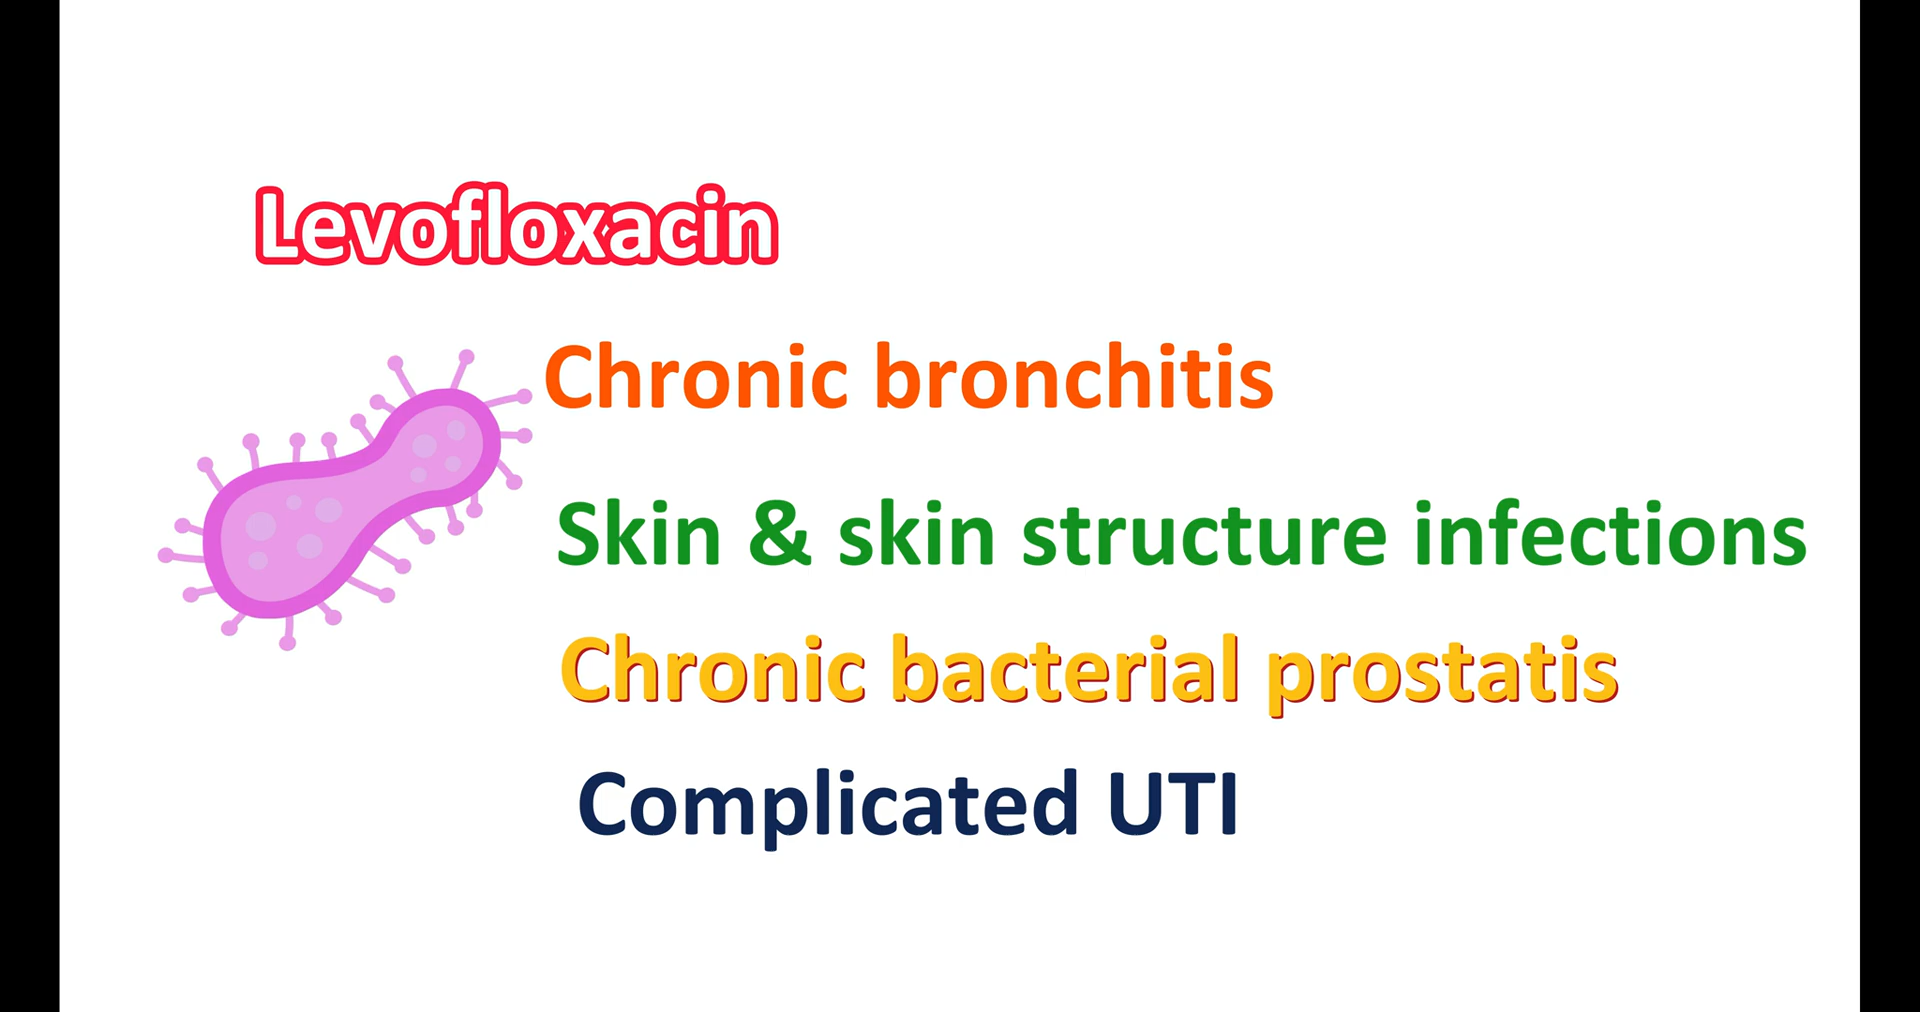 Levofloxacin
Chronic bronchitis
Skin & skin structure infections
Chronic bacterial prostatis
Complicated UTI